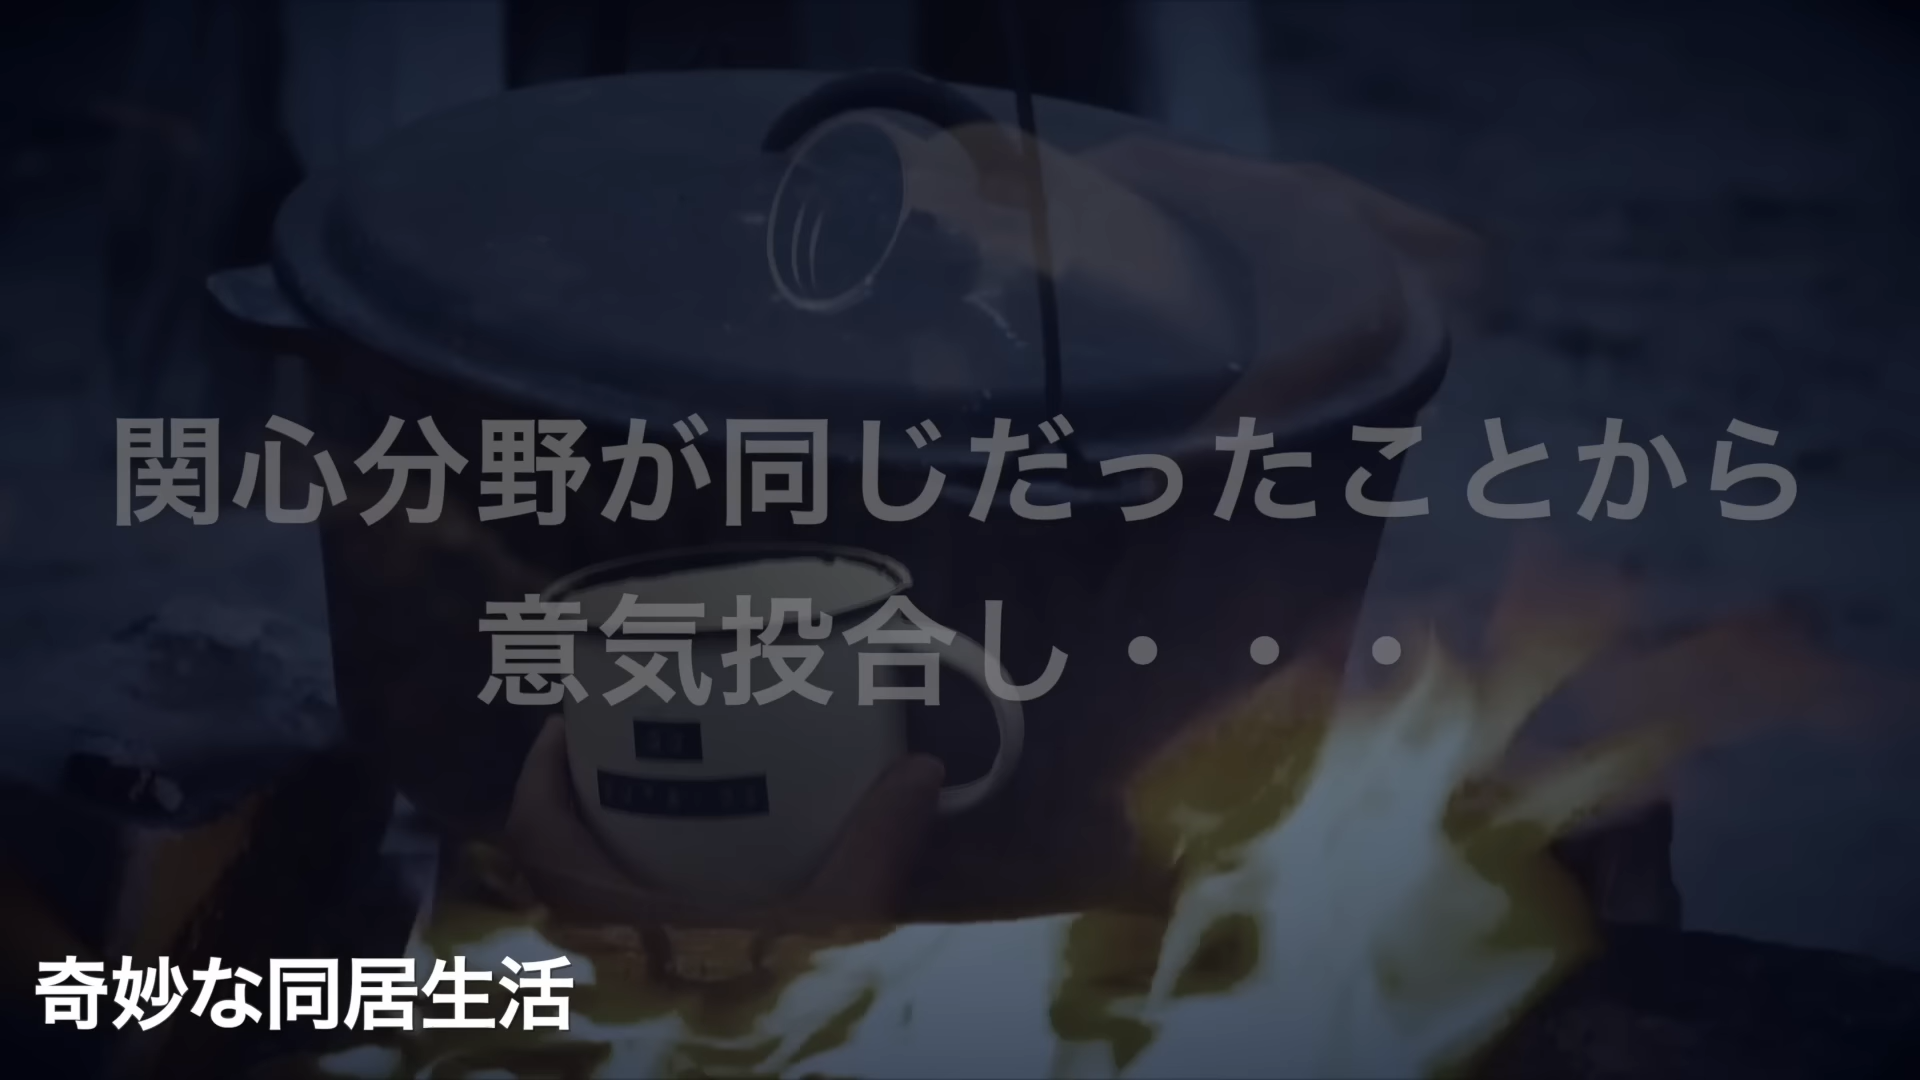 関心分野が同じだったことから
意気投合し・・・
奇妙な同居生活